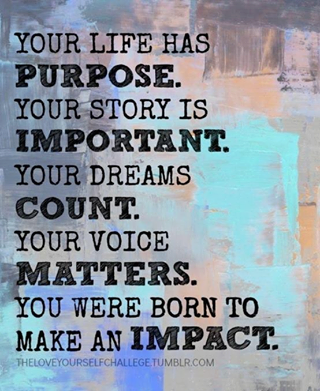 YOUR LIFE HAS
PURPOSE.
YOUR STORY IS
IMPORTANT.
YOUR DREAMS
COUNT.
YOUR VOICE
MATTERS.
YOU WERE BORN TO
MAKE AN IMPACT.
THELOVEYOURSELFCHALLEGE.TUMBLR.COM